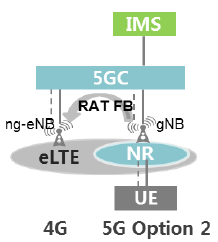 IMS
5GC
RAT FB
ng-eNB
gNB
eLTE
NR
UE
4G
5G Option 2